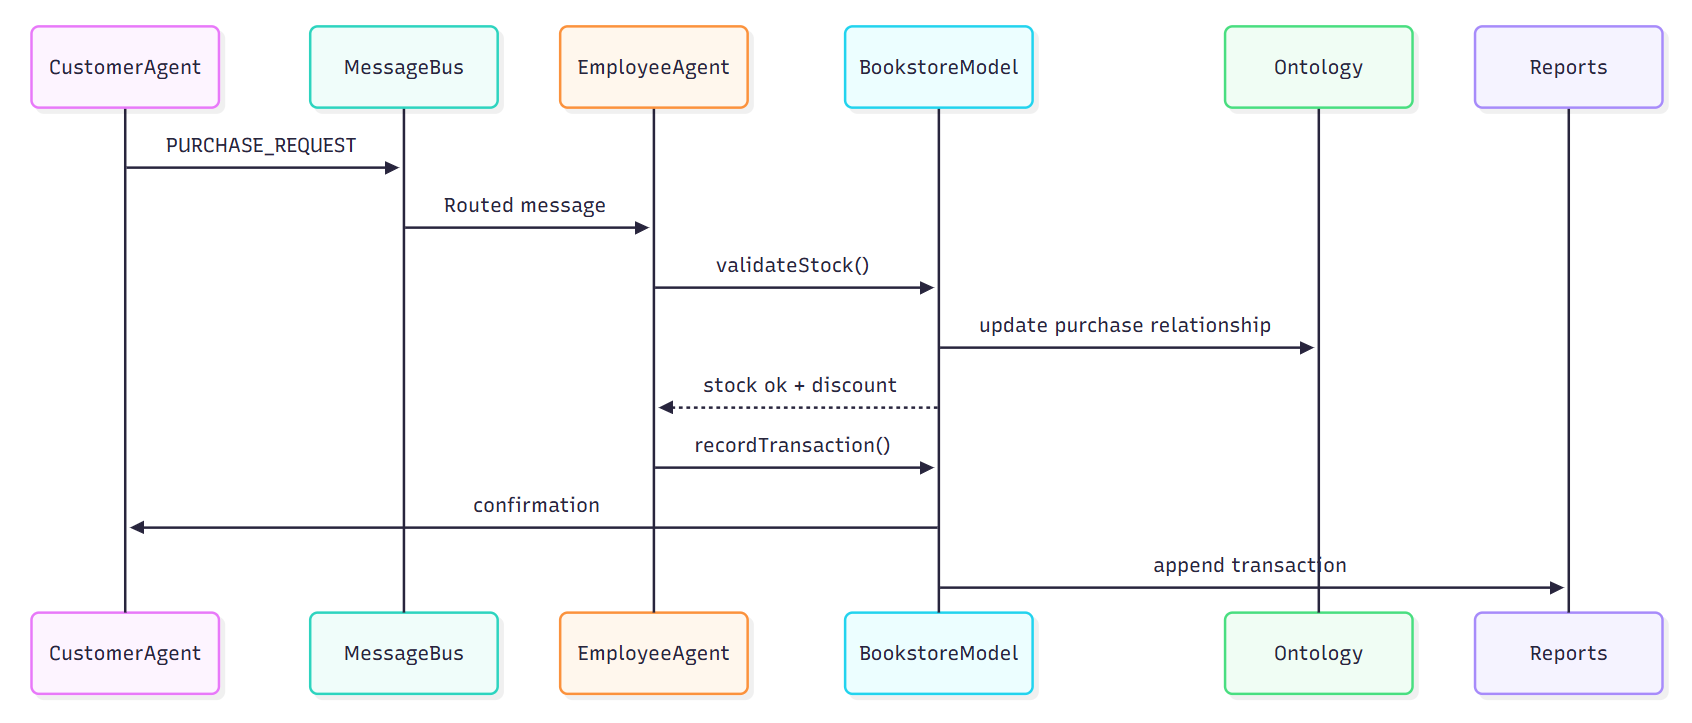 CustomerAgent
MessageBus
EmployeeAgent
BookstoreModel
Ontology
Reports
PURCHASE_REQUEST
Routed message
validateStock()
update purchase relationship
stock ok + discount
recordTransaction()
confirmation
append transaction
CustomerAgent
MessageBus
EmployeeAgent
BookstoreModel
Ontology
Reports